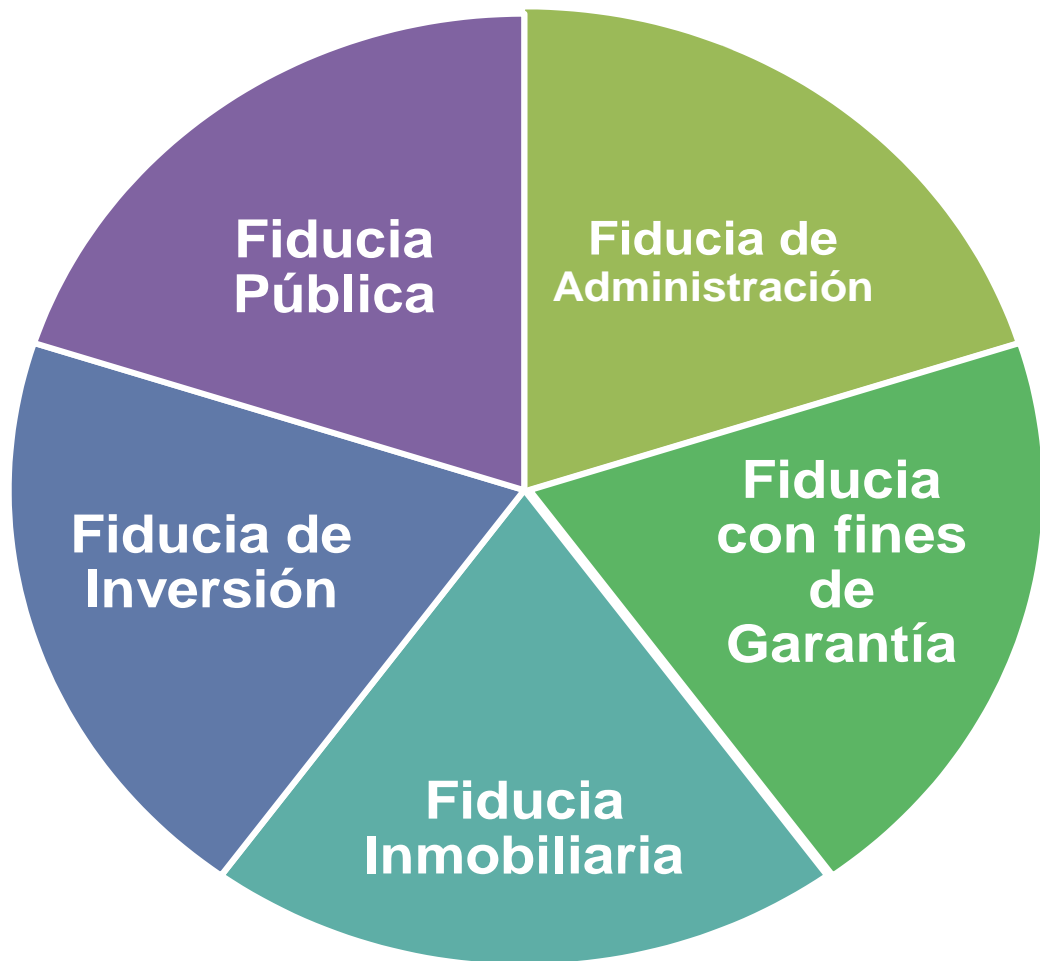 Fiducia
Pública
Fiducia de
Administración
Fiducia
con fines
de
Garantía
Fiducia de
Inversión
Fiducia
Inmobiliaria